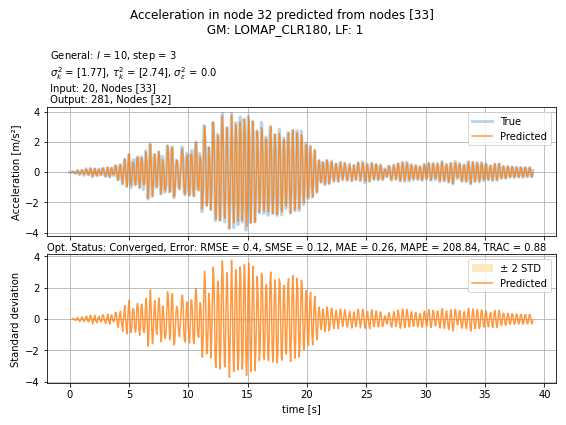 Acceleration in node 32 predicted from nodes [33]
GM: LOMAP_CLR180, LF: 1
General: l = 10, step = 3
σ²ₖ = [1.77], τ²ₖ = [2.74], σ²ε = 0.0
Input: 20, Nodes [33]
Output: 281, Nodes [32]
4
2
0
−2
−4
Acceleration [m/s²]
True
Predicted
Opt. Status: Converged, Error: RMSE = 0.4, SMSE = 0.12, MAE = 0.26, MAPE = 208.84, TRAC = 0.88
4
2
0
−2
−4
Standard deviation
± 2 STD
Predicted
0 5 10 15 20 25 30 35 40
time [s]